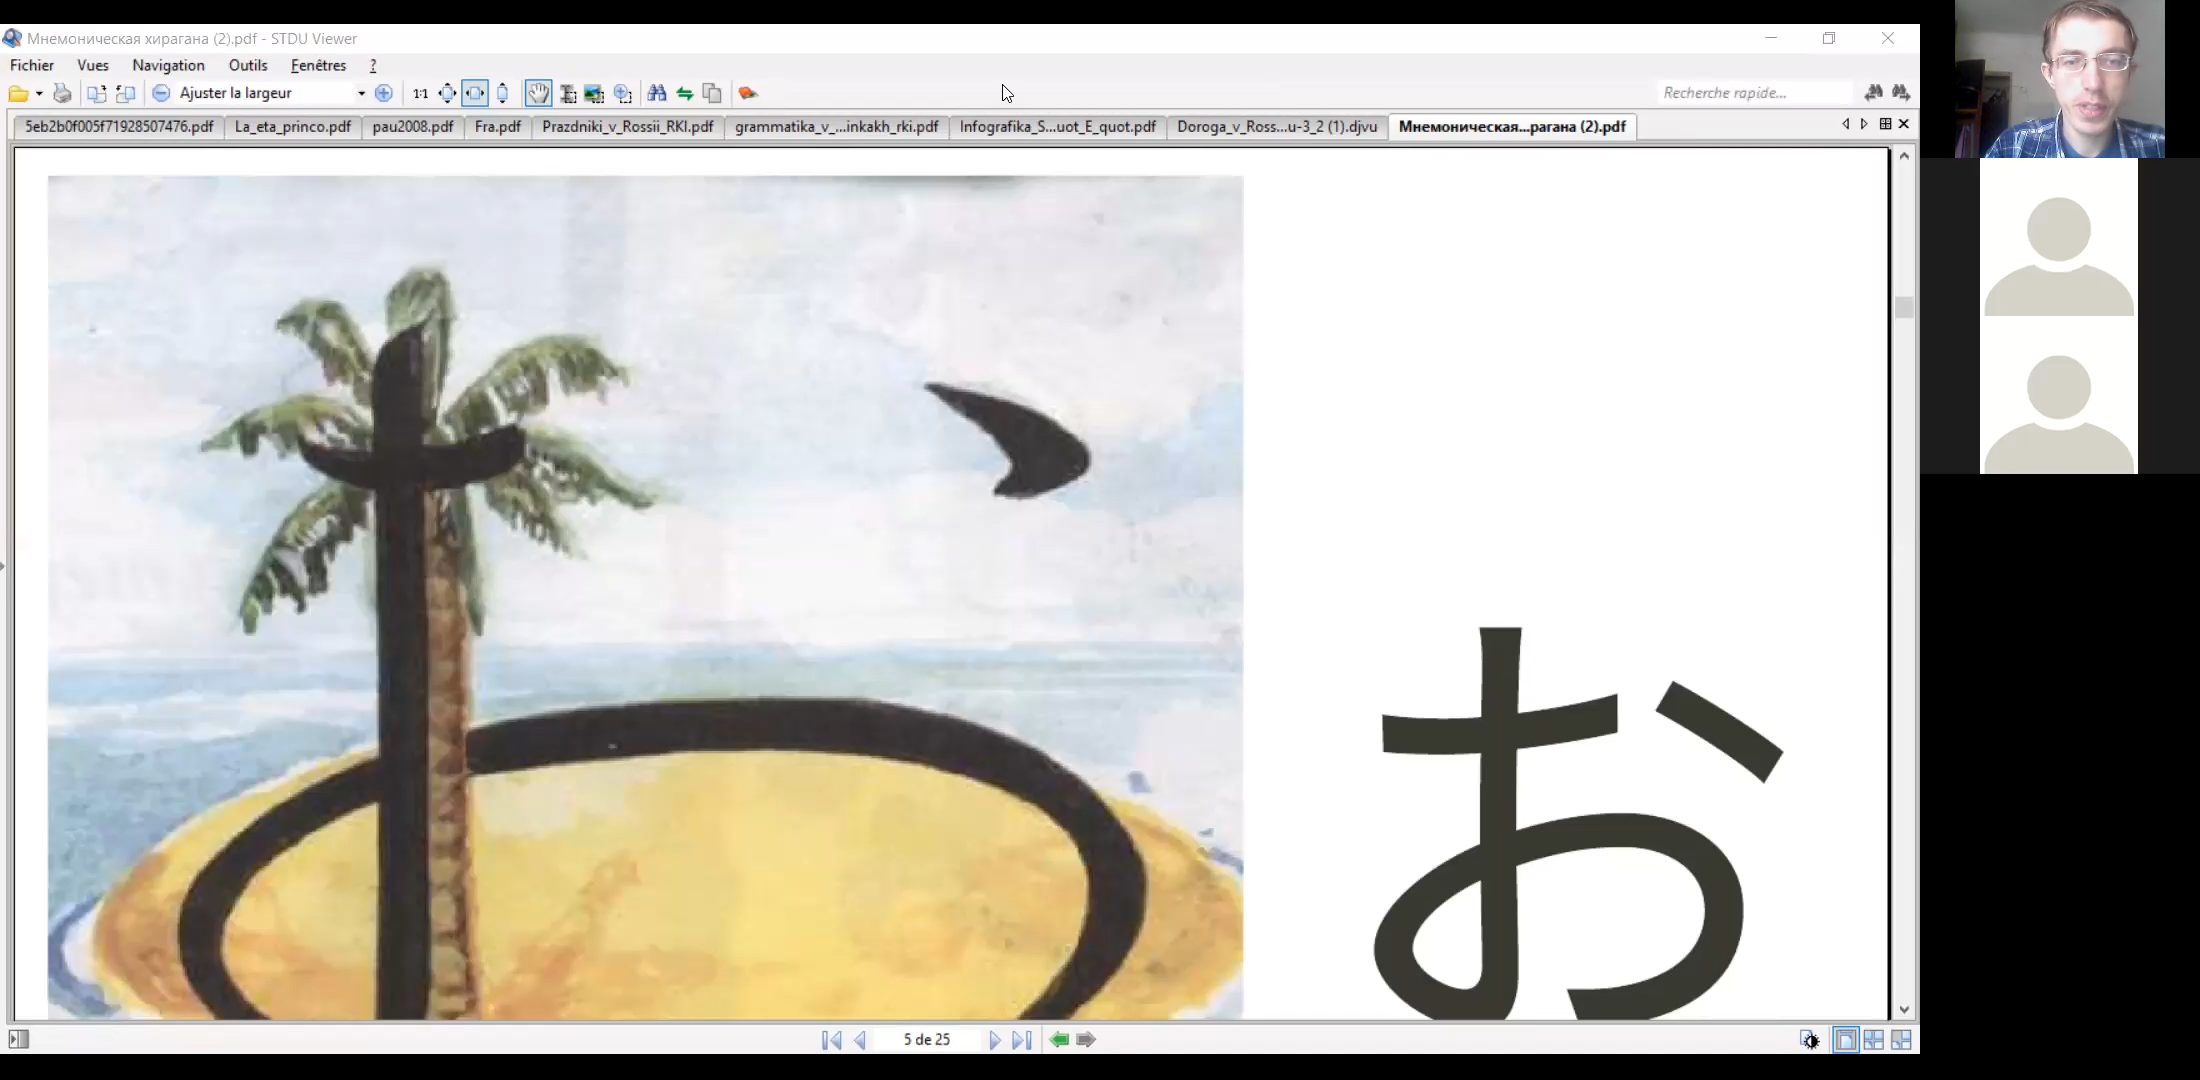 Мнемоническая хирагана (2).pdf - STDU Viewer
Fichier Vues Navigation Outils Fenêtres ?
Ajuster la largeur 1:1 Recherche rapide...
5eb2b0f005f71928507476.pdf La_eta_princo.pdf pau2008.pdf Fra.pdf Prazdniki_v_Rossii_RKI.pdf grammatika_v_...inkakh_rki.pdf Infografika_S...uot_E_quot.pdf Doroga_v_Ross...u-3_2 (1).djvu Мнемоническая...рагана (2).pdf
お
5 de 25